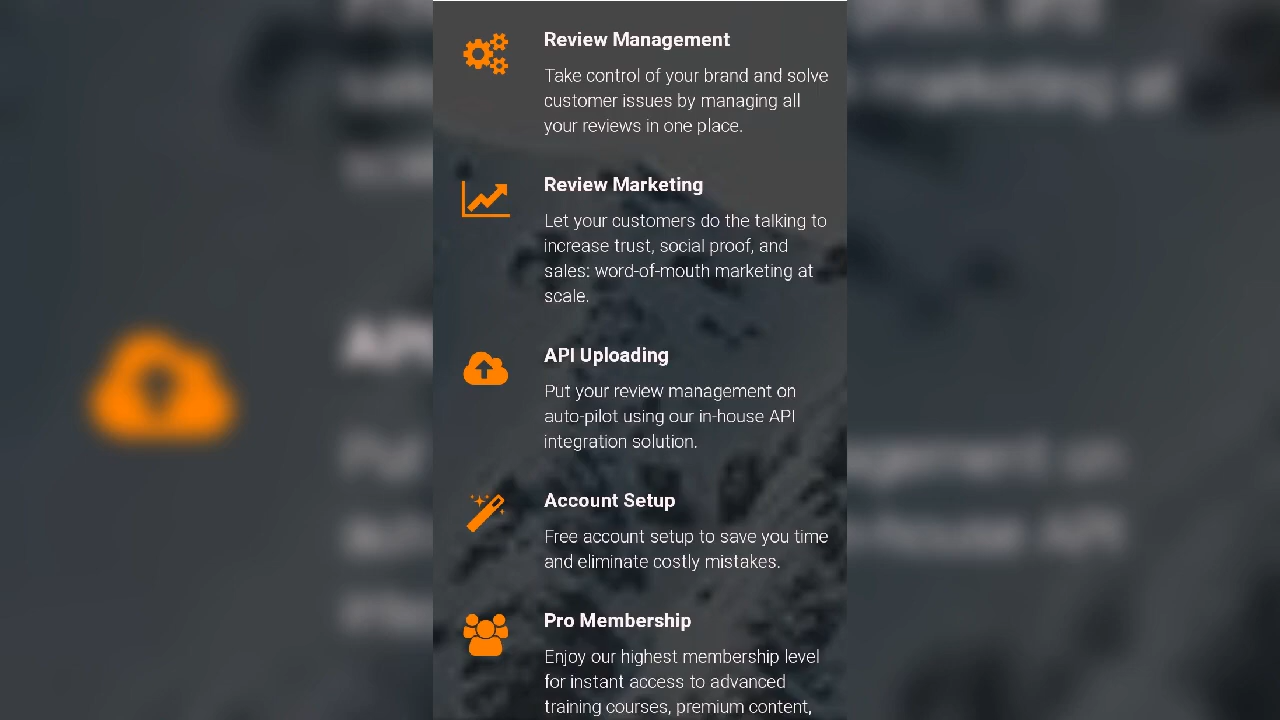 Review Management
Take control of your brand and solve
customer issues by managing all
your reviews in one place.
Review Marketing
Let your customers do the talking to
increase trust, social proof, and
sales: word-of-mouth marketing at
scale.
API Uploading
Put your review management on
auto-pilot using our in-house API
integration solution.
Account Setup
Free account setup to save you time
and eliminate costly mistakes.
Pro Membership
Enjoy our highest membership level
for instant access to advanced
training courses, premium content,